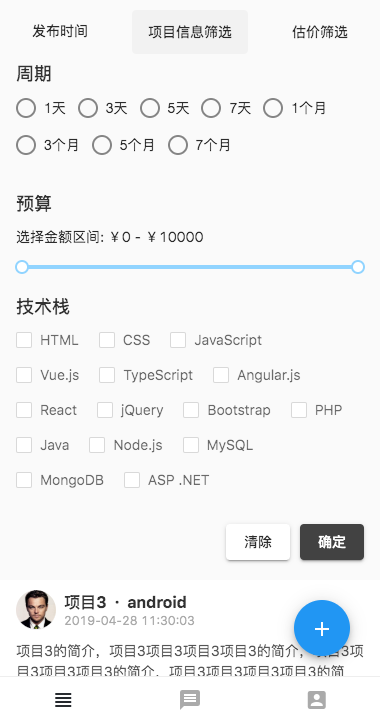 发布时间 项目信息筛选 估价筛选
周期
1天 3天 5天 7天 1个月
3个月 5个月 7个月
预算
选择金额区间: ￥0 - ￥10000
技术栈
HTML CSS JavaScript
Vue.js TypeScript Angular.js
React jQuery Bootstrap PHP
Java Node.js MySQL
MongoDB ASP .NET
清除 确定
项目3 · android
2019-04-28 11:30:03
项目3的简介，项目3项目3项目3项目3的简介，项目3项
目3项目3项目3的简介，项目3项目3项目3项目3的简